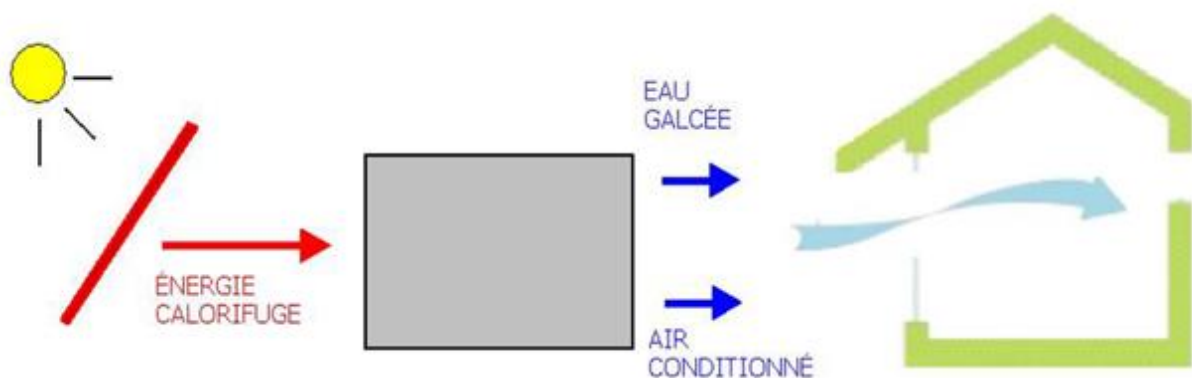 EAU
GALCÉE
ÉNERGIE
CALORIFUGE
AIR
CONDITIONNÉ